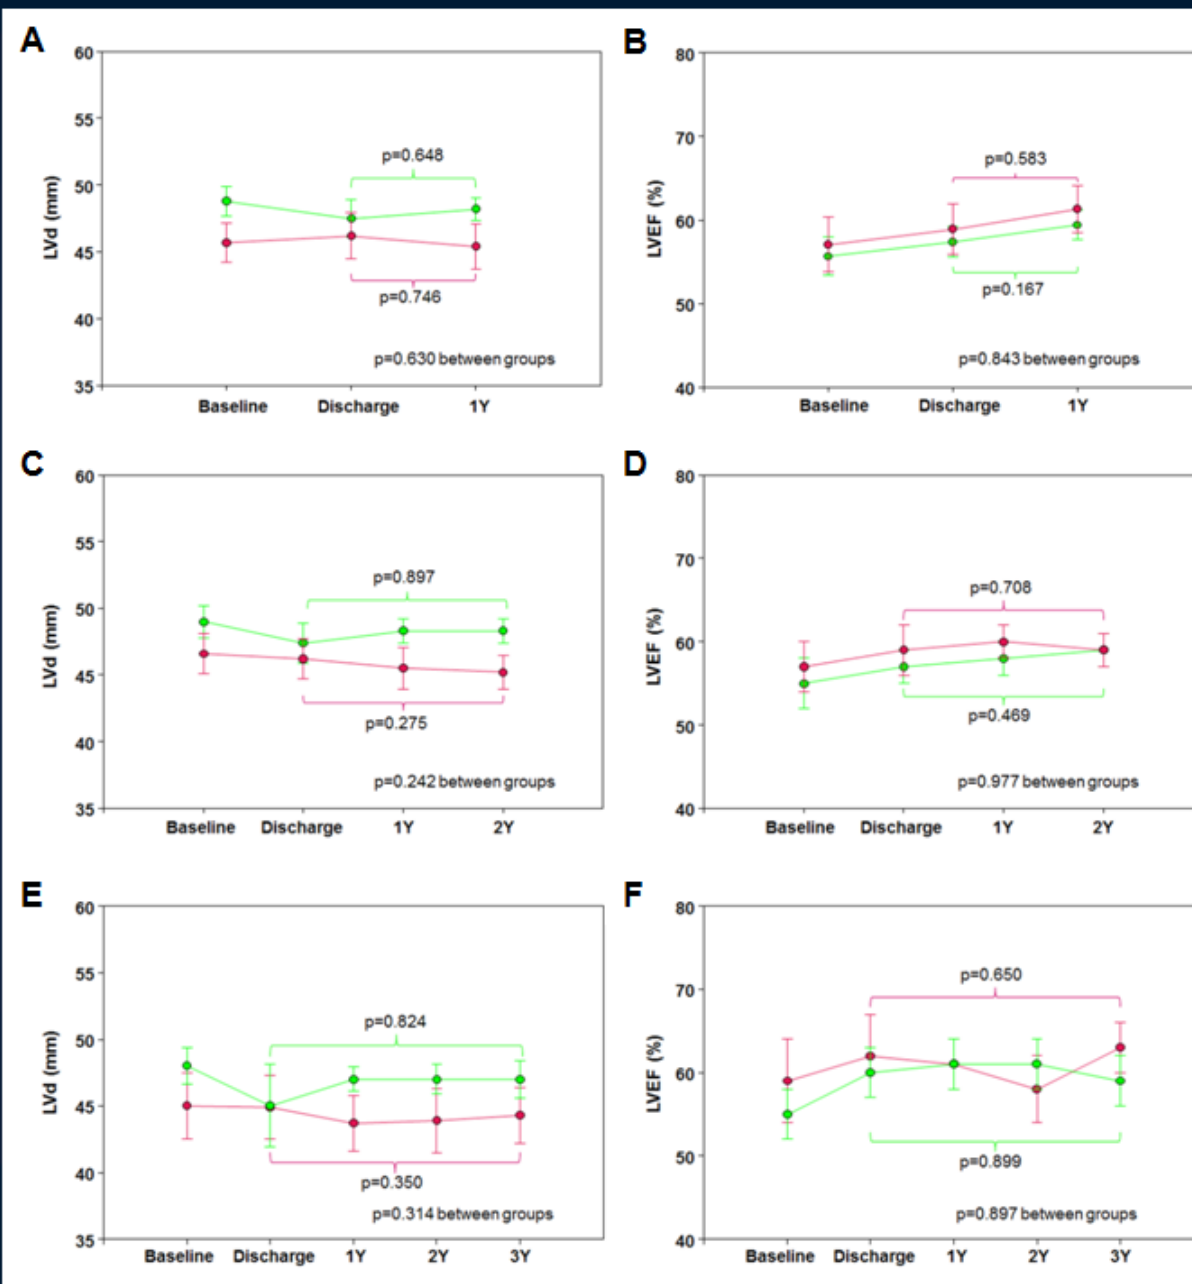 A
60
55
50
45
40
35
LVd (mm)
p=0.648
p=0.746
p=0.630 between groups
Baseline Discharge 1Y
B
80
70
60
50
40
LVEF (%)
p=0.583
p=0.167
p=0.843 between groups
Baseline Discharge 1Y
C
60
55
50
45
40
35
LVd (mm)
p=0.897
p=0.275
p=0.242 between groups
Baseline Discharge 1Y 2Y
D
80
70
60
50
40
LVEF (%)
p=0.708
p=0.469
p=0.977 between groups
Baseline Discharge 1Y 2Y
E
60
55
50
45
40
35
LVd (mm)
p=0.824
p=0.350
p=0.314 between groups
Baseline Discharge 1Y 2Y 3Y
F
80
70
60
50
40
LVEF (%)
p=0.650
p=0.899
p=0.897 between groups
Baseline Discharge 1Y 2Y 3Y